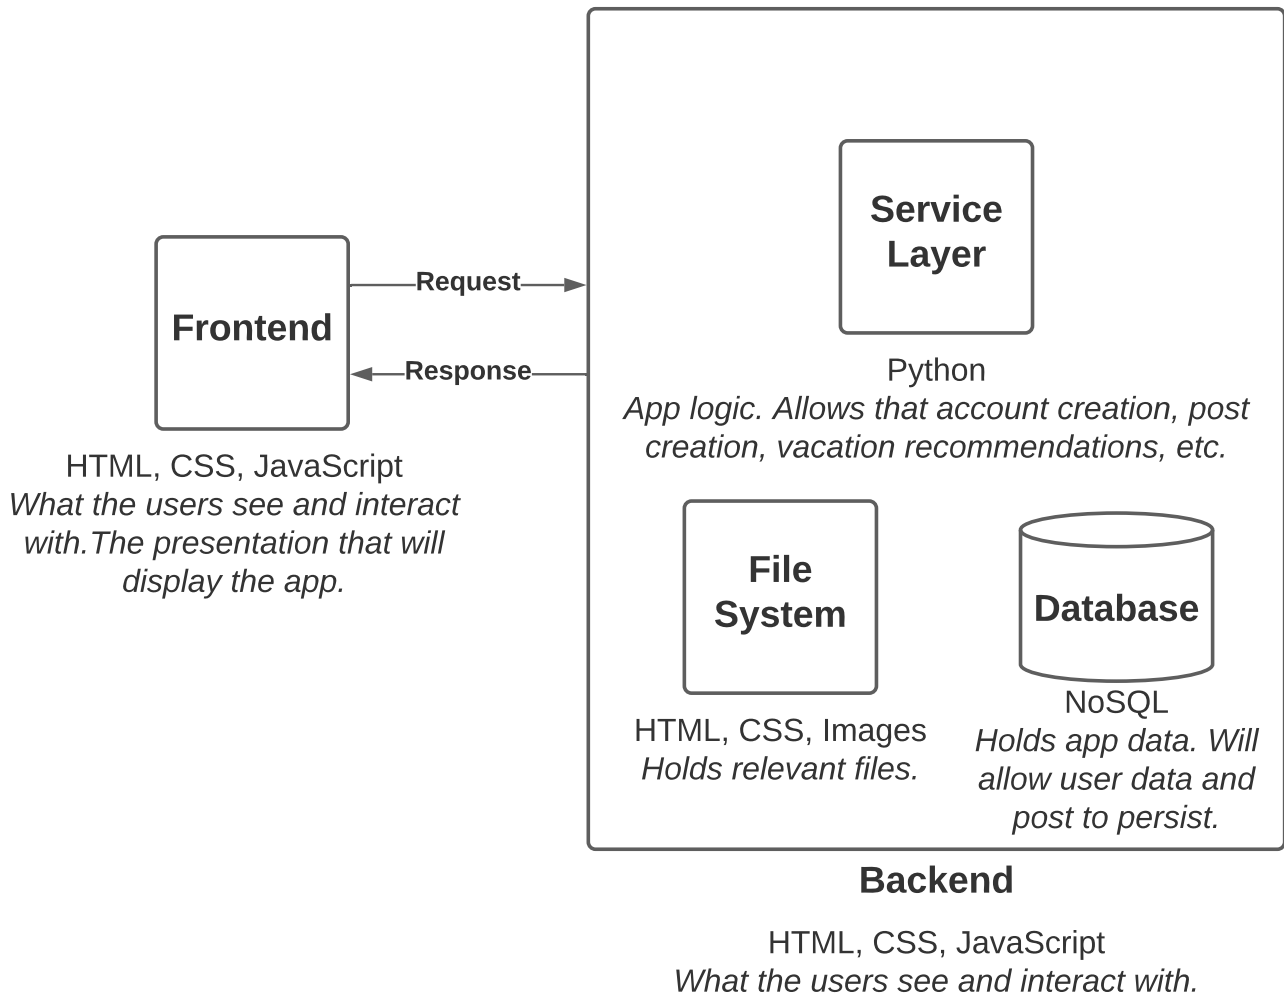 Frontend
HTML, CSS, JavaScript
What the users see and interact
with.The presentation that will
display the app.
Request
Response
Service
Layer
Python
App logic. Allows that account creation, post
creation, vacation recommendations, etc.
File
System
HTML, CSS, Images
Holds relevant files.
Database
NoSQL
Holds app data. Will
allow user data and
post to persist.
Backend
HTML, CSS, JavaScript
What the users see and interact with.